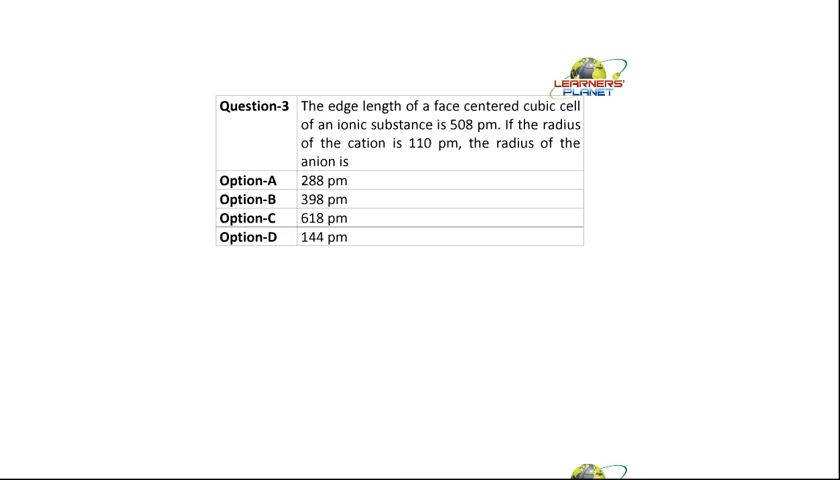 LEARNERS'
PLANET
Question-3 The edge length of a face centered cubic cell
of an ionic substance is 508 pm. If the radius
of the cation is 110 pm, the radius of the
anion is
Option-A 288 pm
Option-B 398 pm
Option-C 618 pm
Option-D 144 pm